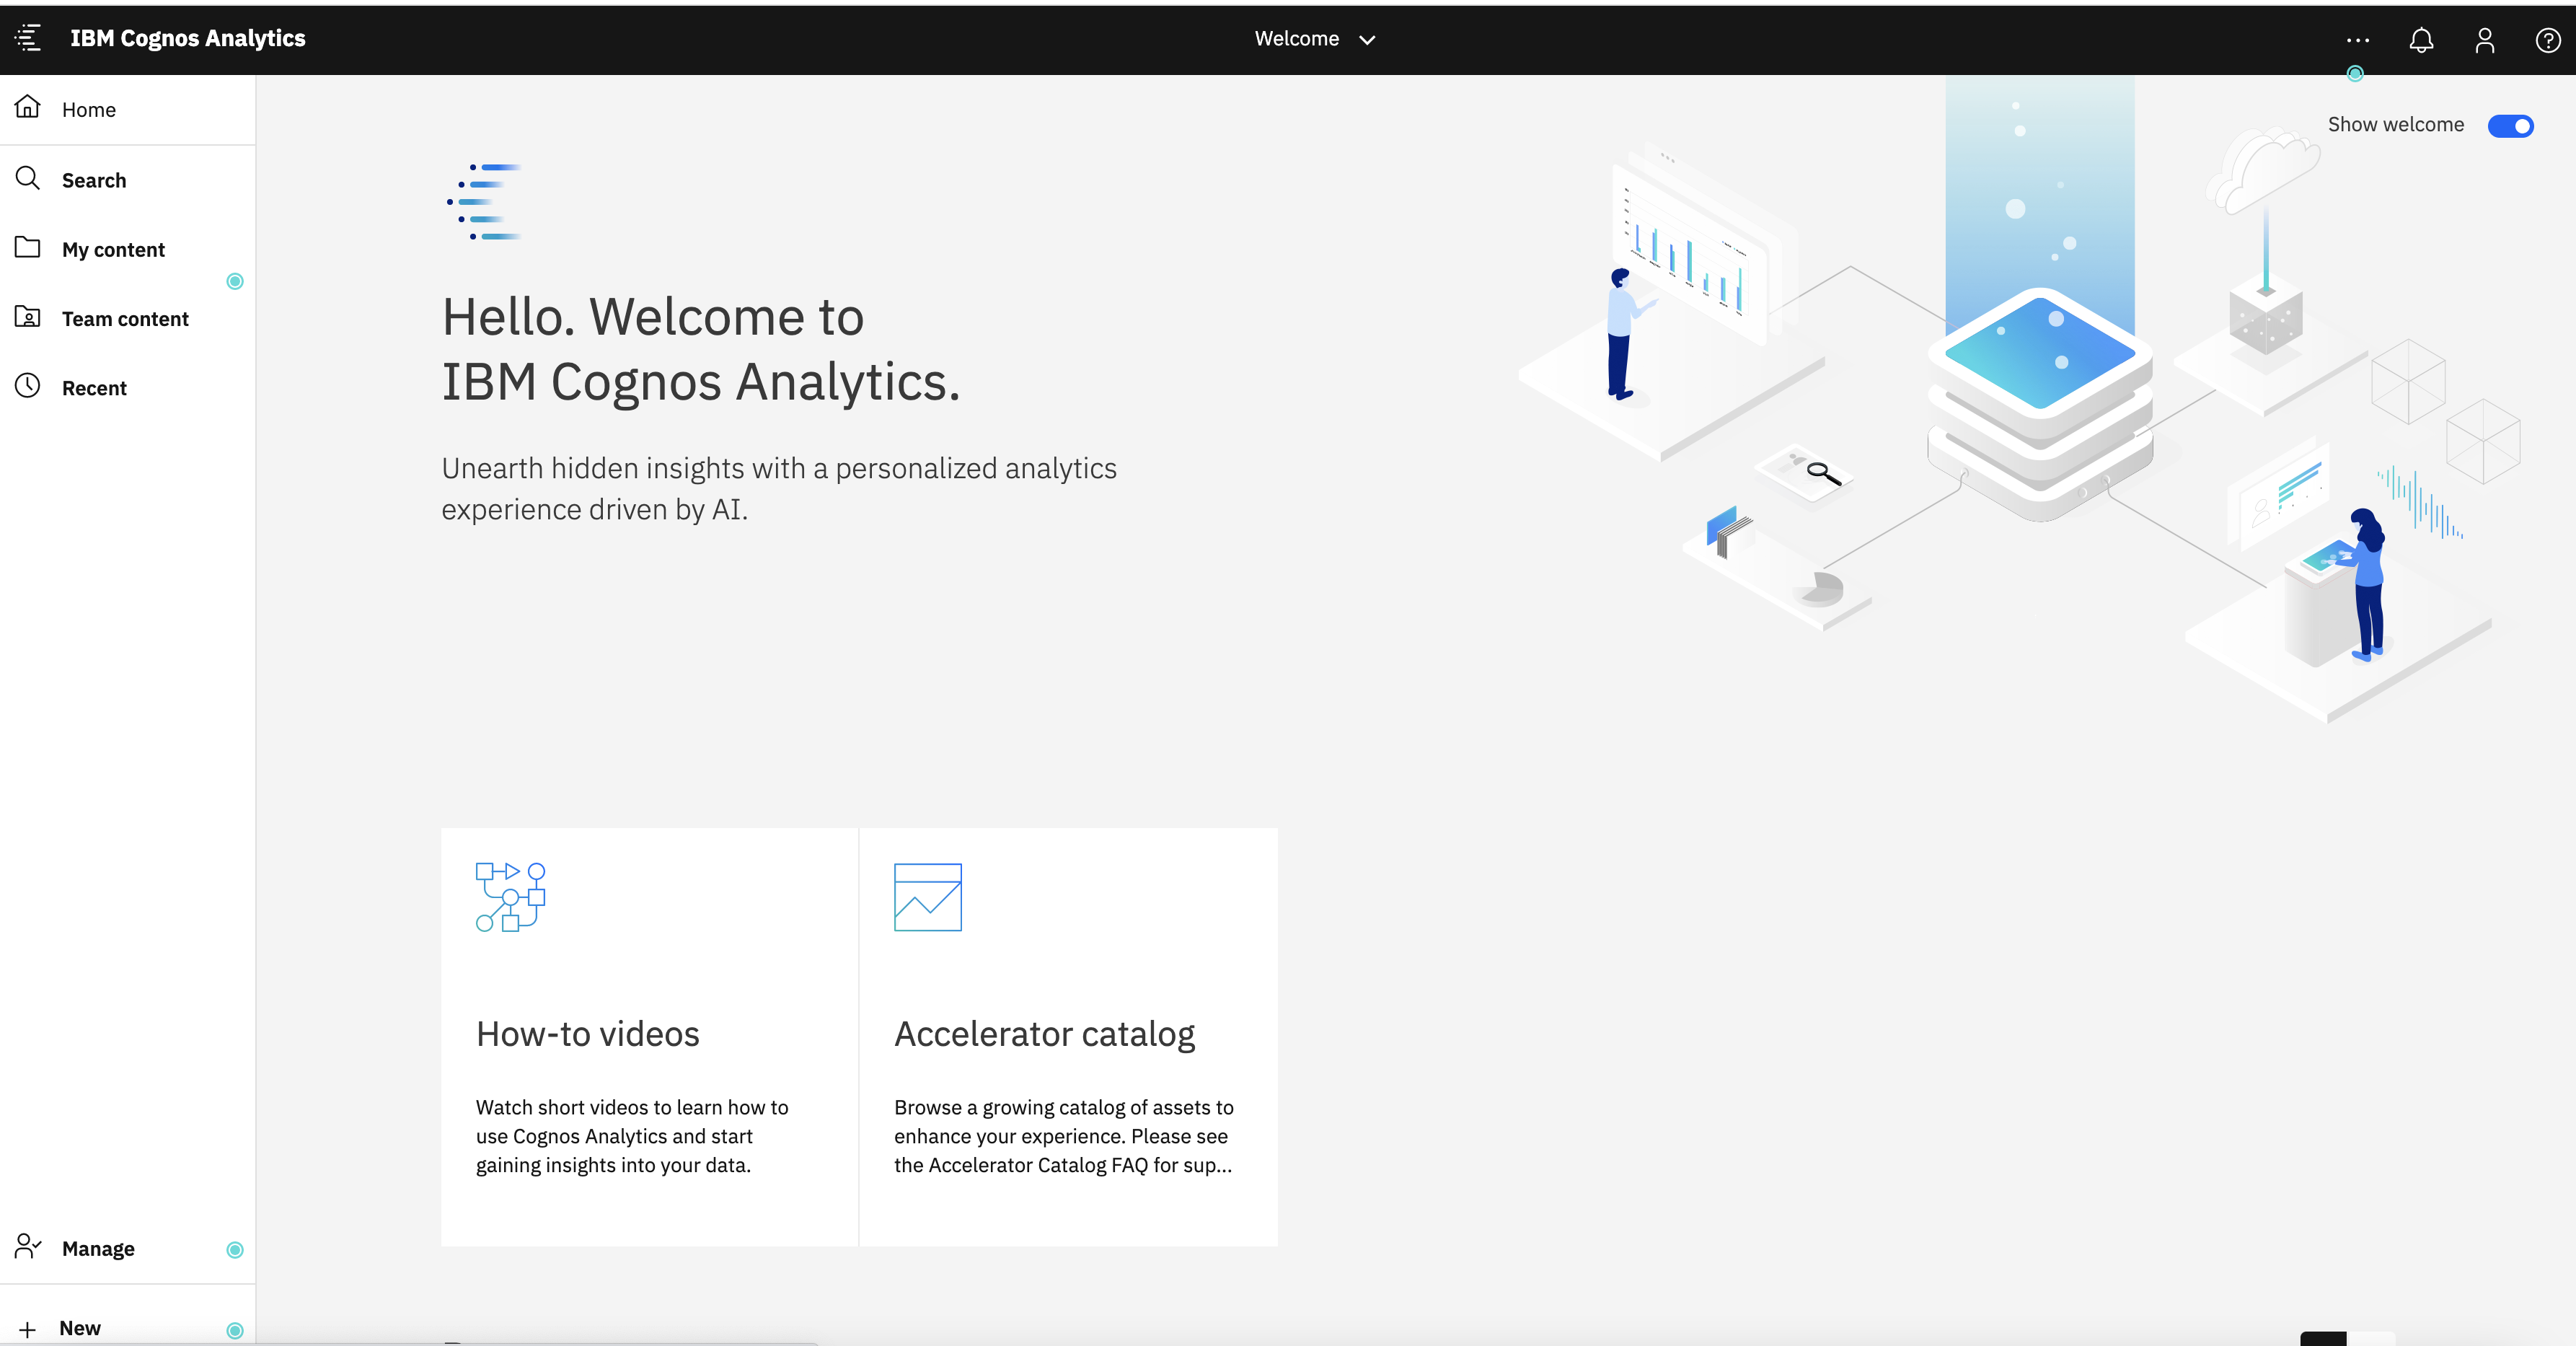 IBM Cognos Analytics
Welcome
Home
Search
My content
Team content
Recent
Manage
New
Show welcome
Hello. Welcome to
IBM Cognos Analytics.
Unearth hidden insights with a personalized analytics
experience driven by AI.
How-to videos
Watch short videos to learn how to
use Cognos Analytics and start
gaining insights into your data.
Accelerator catalog
Browse a growing catalog of assets to
enhance your experience. Please see
the Accelerator Catalog FAQ for sup...